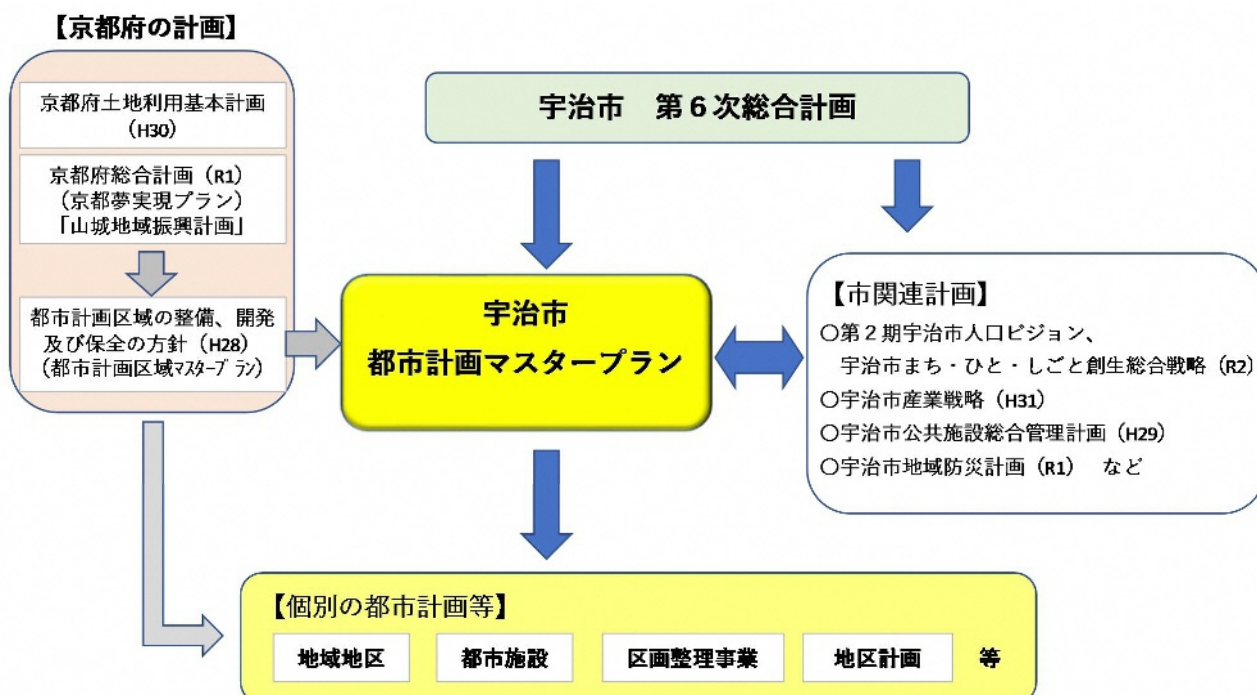 【京都府の計画】
京都府土地利用基本計画
(H30)
京都府総合計画(R1)
(京都夢実現プラン)
「山城地域振興計画」
都市計画区域の整備、開発
及び保全の方針(H28)
(都市計画区域ﾏｽﾀｰﾌﾟﾗﾝ)
宇治市 第6次総合計画
宇治市
都市計画マスタープラン
【市関連計画】
○第2期宇治市人口ビジョン、
宇治市まち・ひと・しごと創生総合戦略(R2)
○宇治市産業戦略(H31)
○宇治市公共施設総合管理計画(H29)
○宇治市地域防災計画(R1) など
【個別の都市計画等】
地域地区 都市施設 区画整理事業 地区計画 等